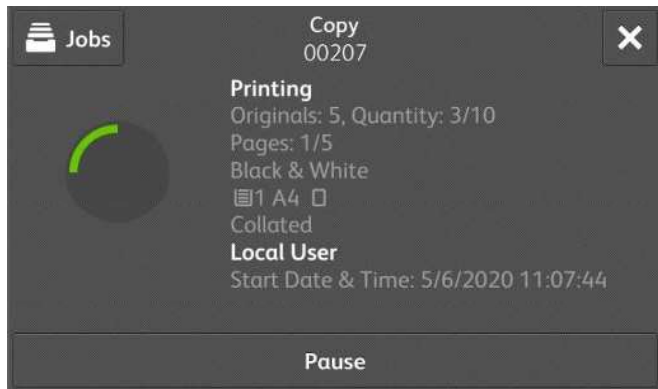 Jobs
Copy
00207
Printing
Originals: 5, Quantity: 3/10
Pages: 1/5
Black & White
1 A4
Collated
Local User
Start Date & Time: 5/6/2020 11:07:44
Pause